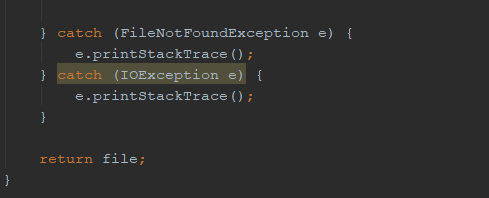 } catch (FileNotFoundException e) {
e.printStackTrace();
} catch (IOException e) {
e.printStackTrace();
}
return file;
}